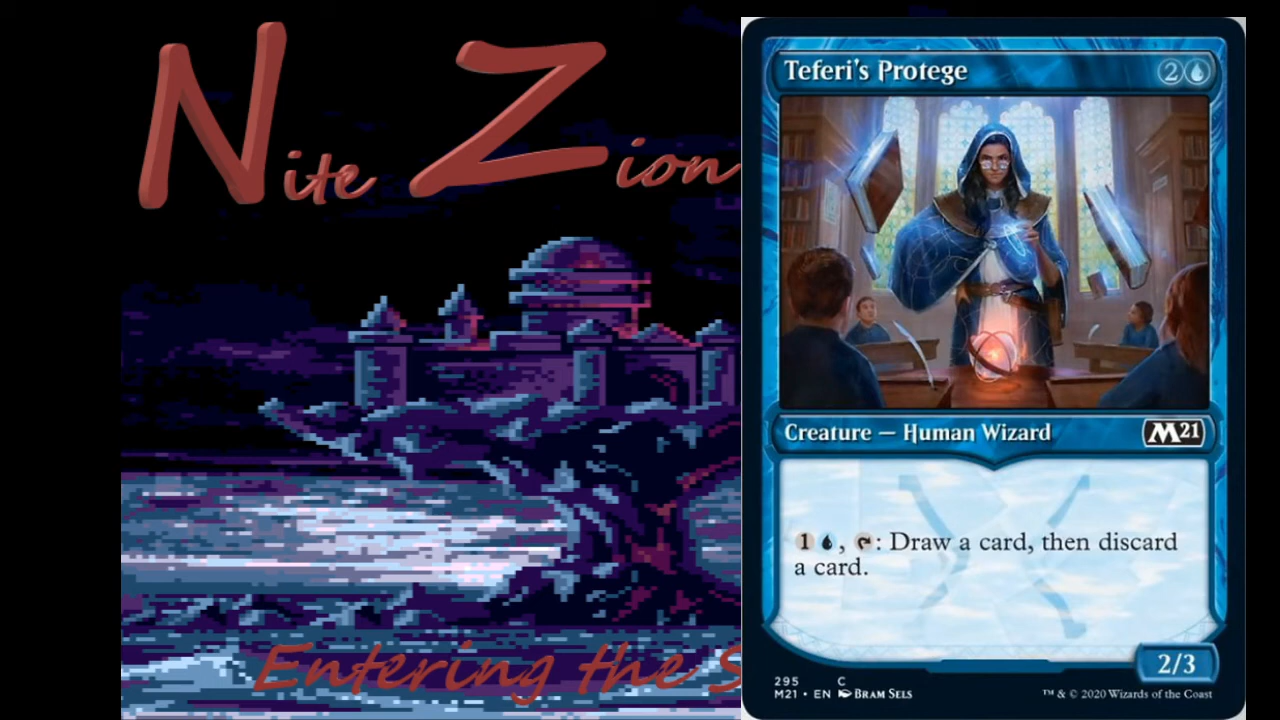 Nite Zion
Entering the S
Teferi's Protege
2
Creature — Human Wizard
M21
1 , : Draw a card, then discard
a card.
2/3
295 C
M21 • EN BRAM SELS
™ & © 2020 Wizards of the Coast